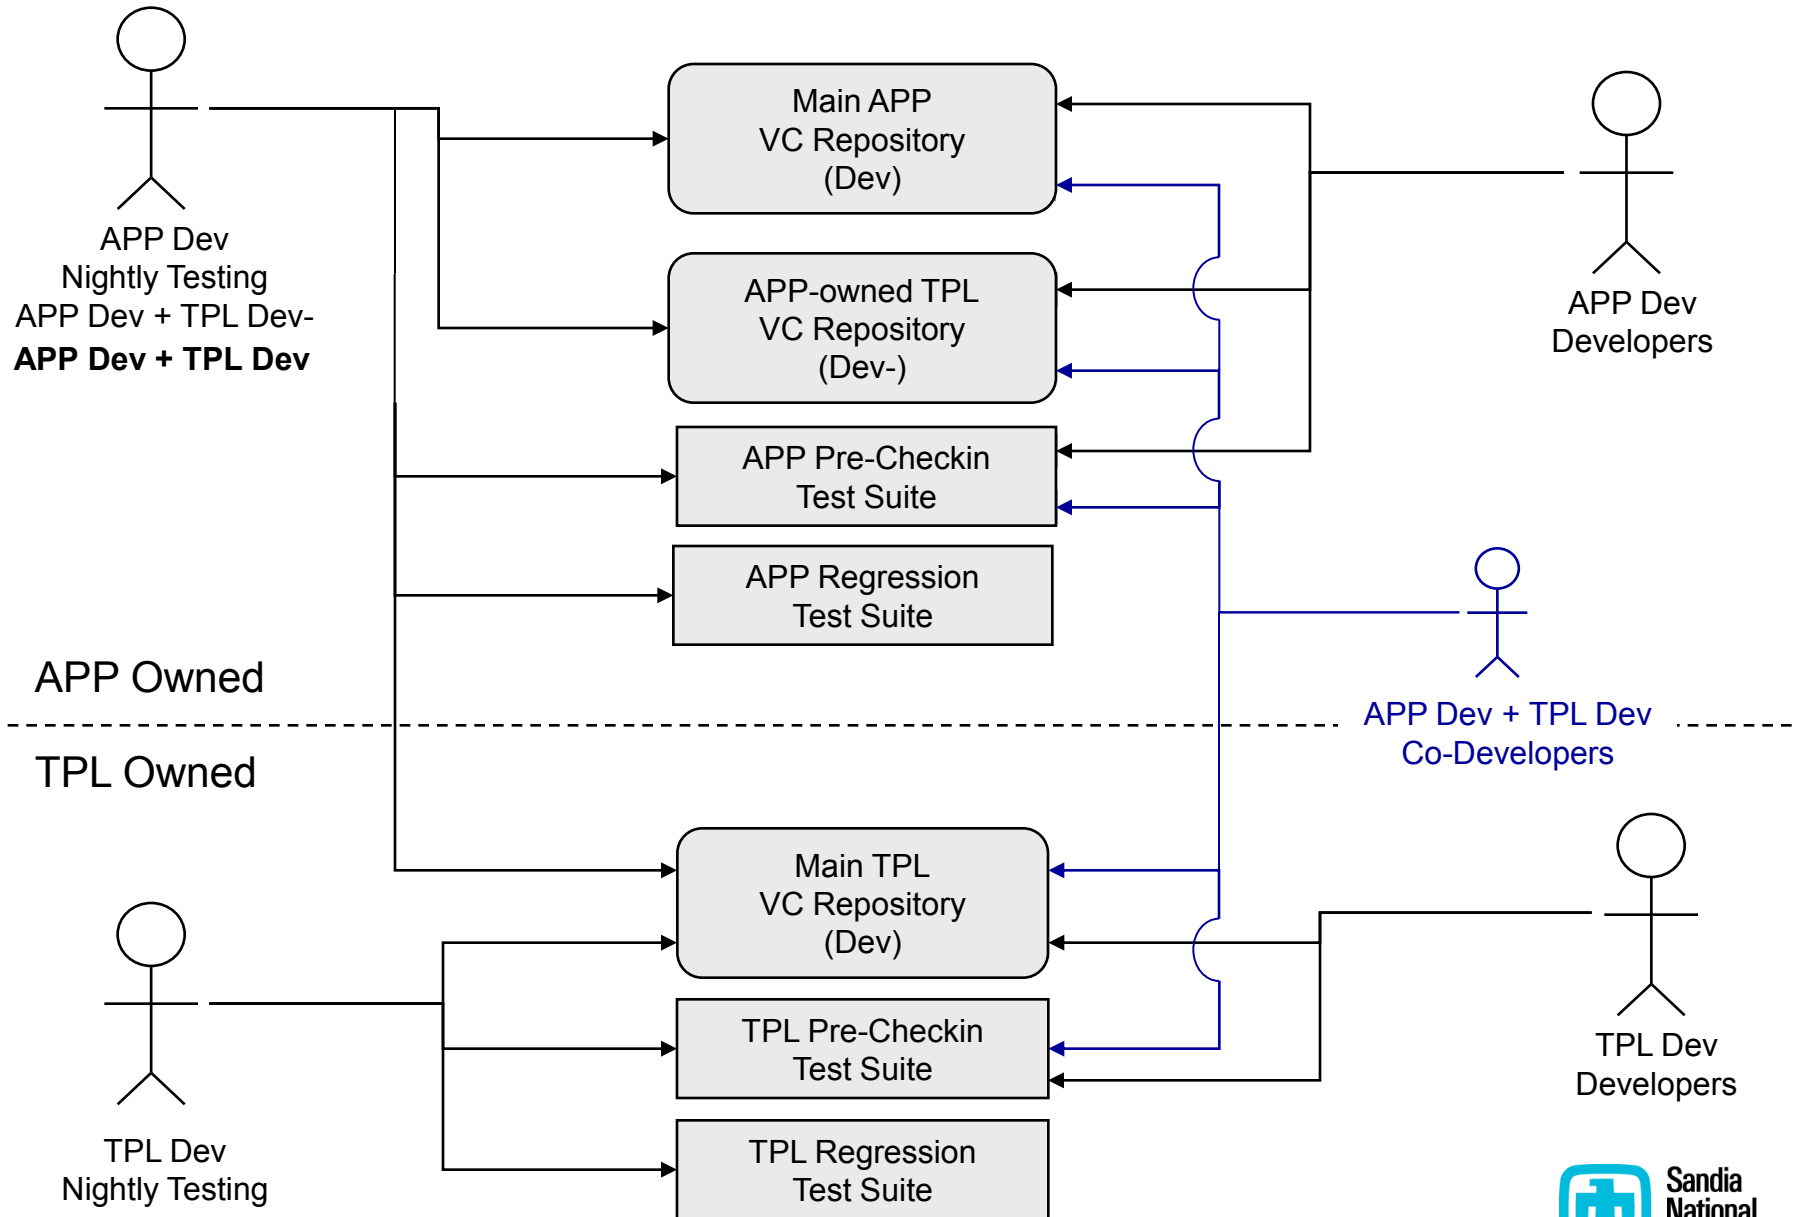 Main APP
VC Repository
(Dev)
APP Dev
Nightly Testing
APP Dev + TPL Dev-
APP Dev + TPL Dev
APP-owned TPL
VC Repository
(Dev-)
APP Dev
Developers
APP Pre-Checkin
Test Suite
APP Regression
Test Suite
APP Owned
APP Dev + TPL Dev
Co-Developers
TPL Owned
Main TPL
VC Repository
(Dev)
TPL Pre-Checkin
Test Suite
TPL Dev
Developers
TPL Dev
Nightly Testing
TPL Regression
Test Suite
Sandia
National